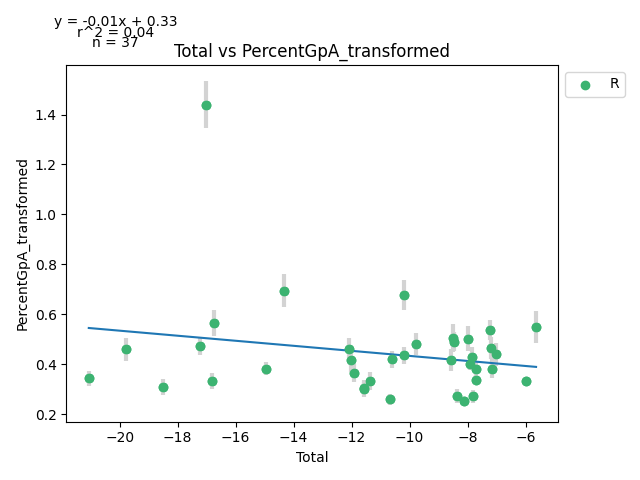 y = -0.01x + 0.33
r^2 = 0.04
n = 37
Total vs PercentGpA_transformed
R
PercentGpA_transformed
1.4
1.2
1.0
0.8
0.6
0.4
0.2
−20 −18 −16 −14 −12 −10 −8 −6
Total